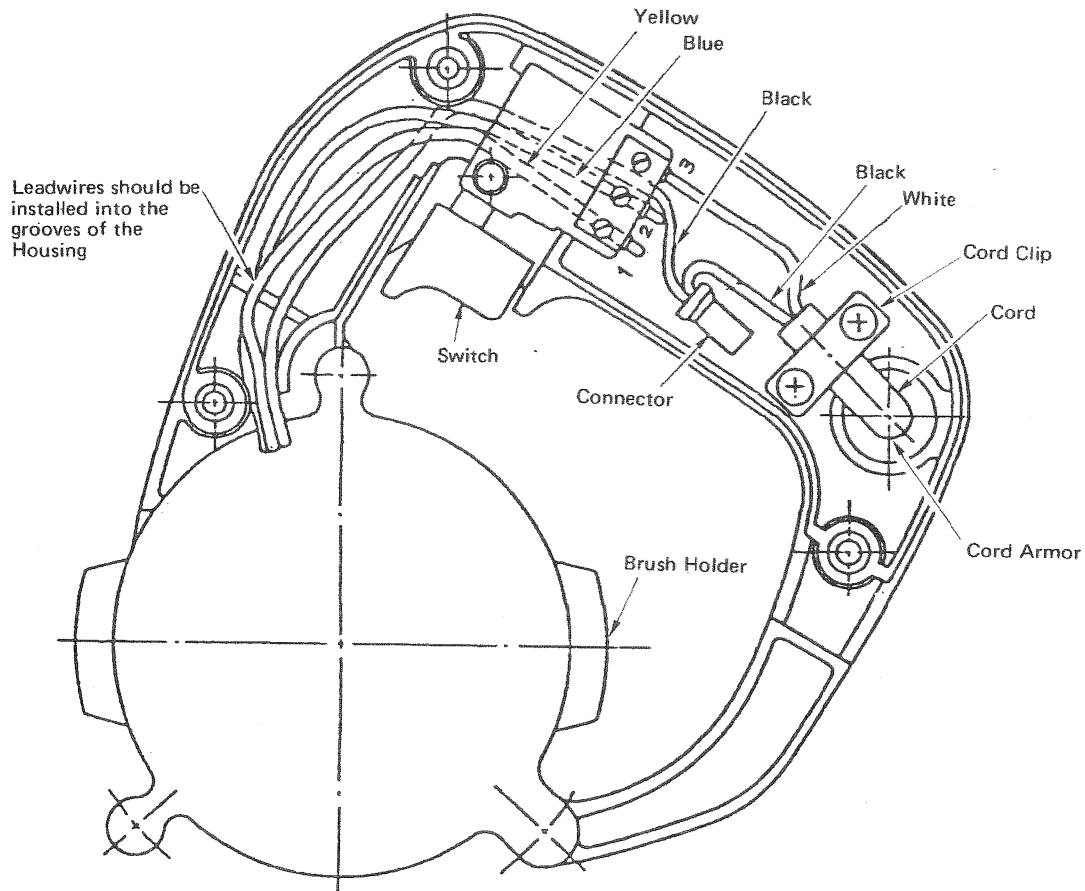 Yellow
Blue
Black
Black
White
Leadwires should be
installed into the
grooves of the
Housing
3
2
1
Cord Clip
Cord
Switch
Connector
Cord Armor
Brush Holder